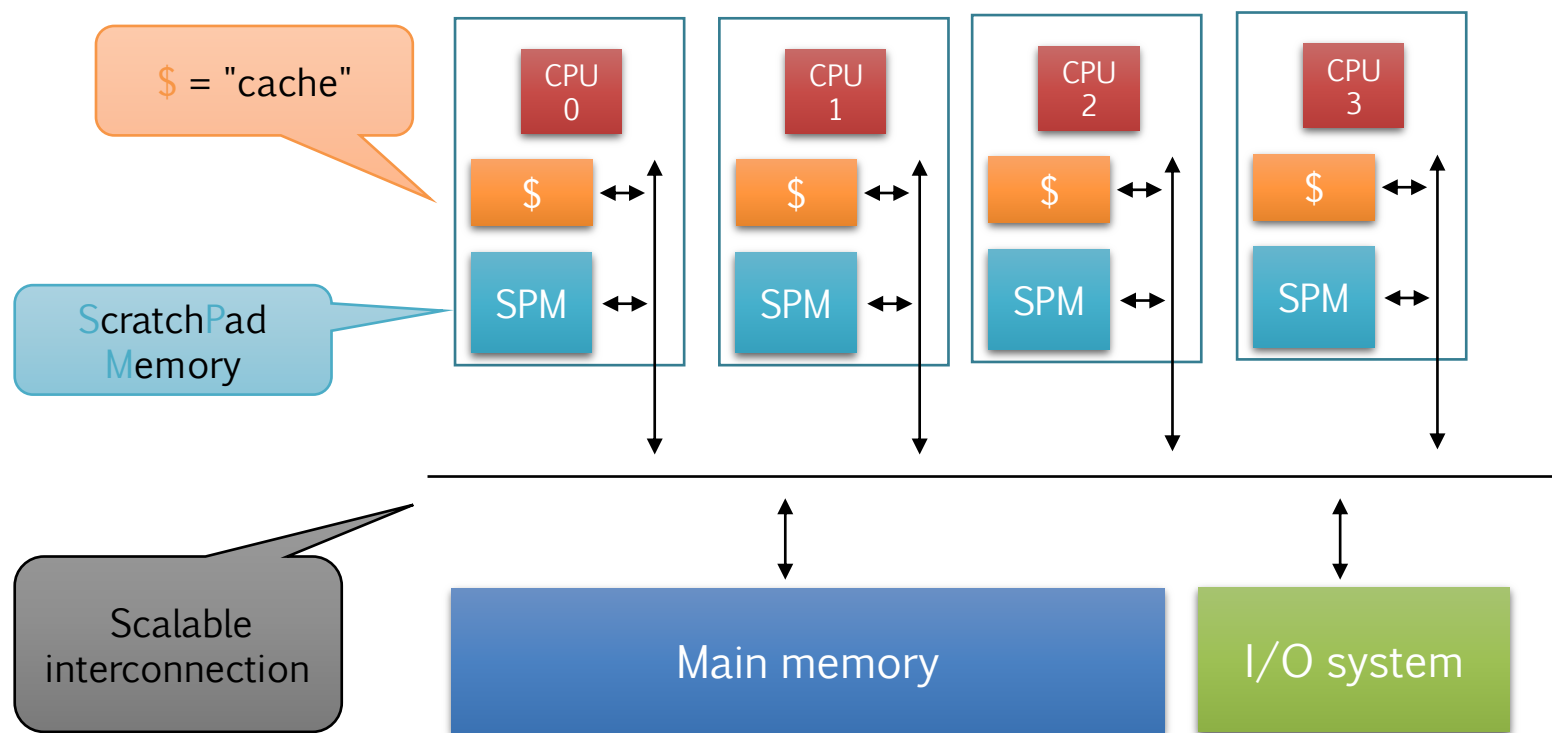 $ = "cache"
CPU
0
CPU
1
CPU
2
CPU
3
$
$
$
$
ScratchPad
Memory
SPM
SPM
SPM
SPM
Scalable
interconnection
Main memory
I/O system